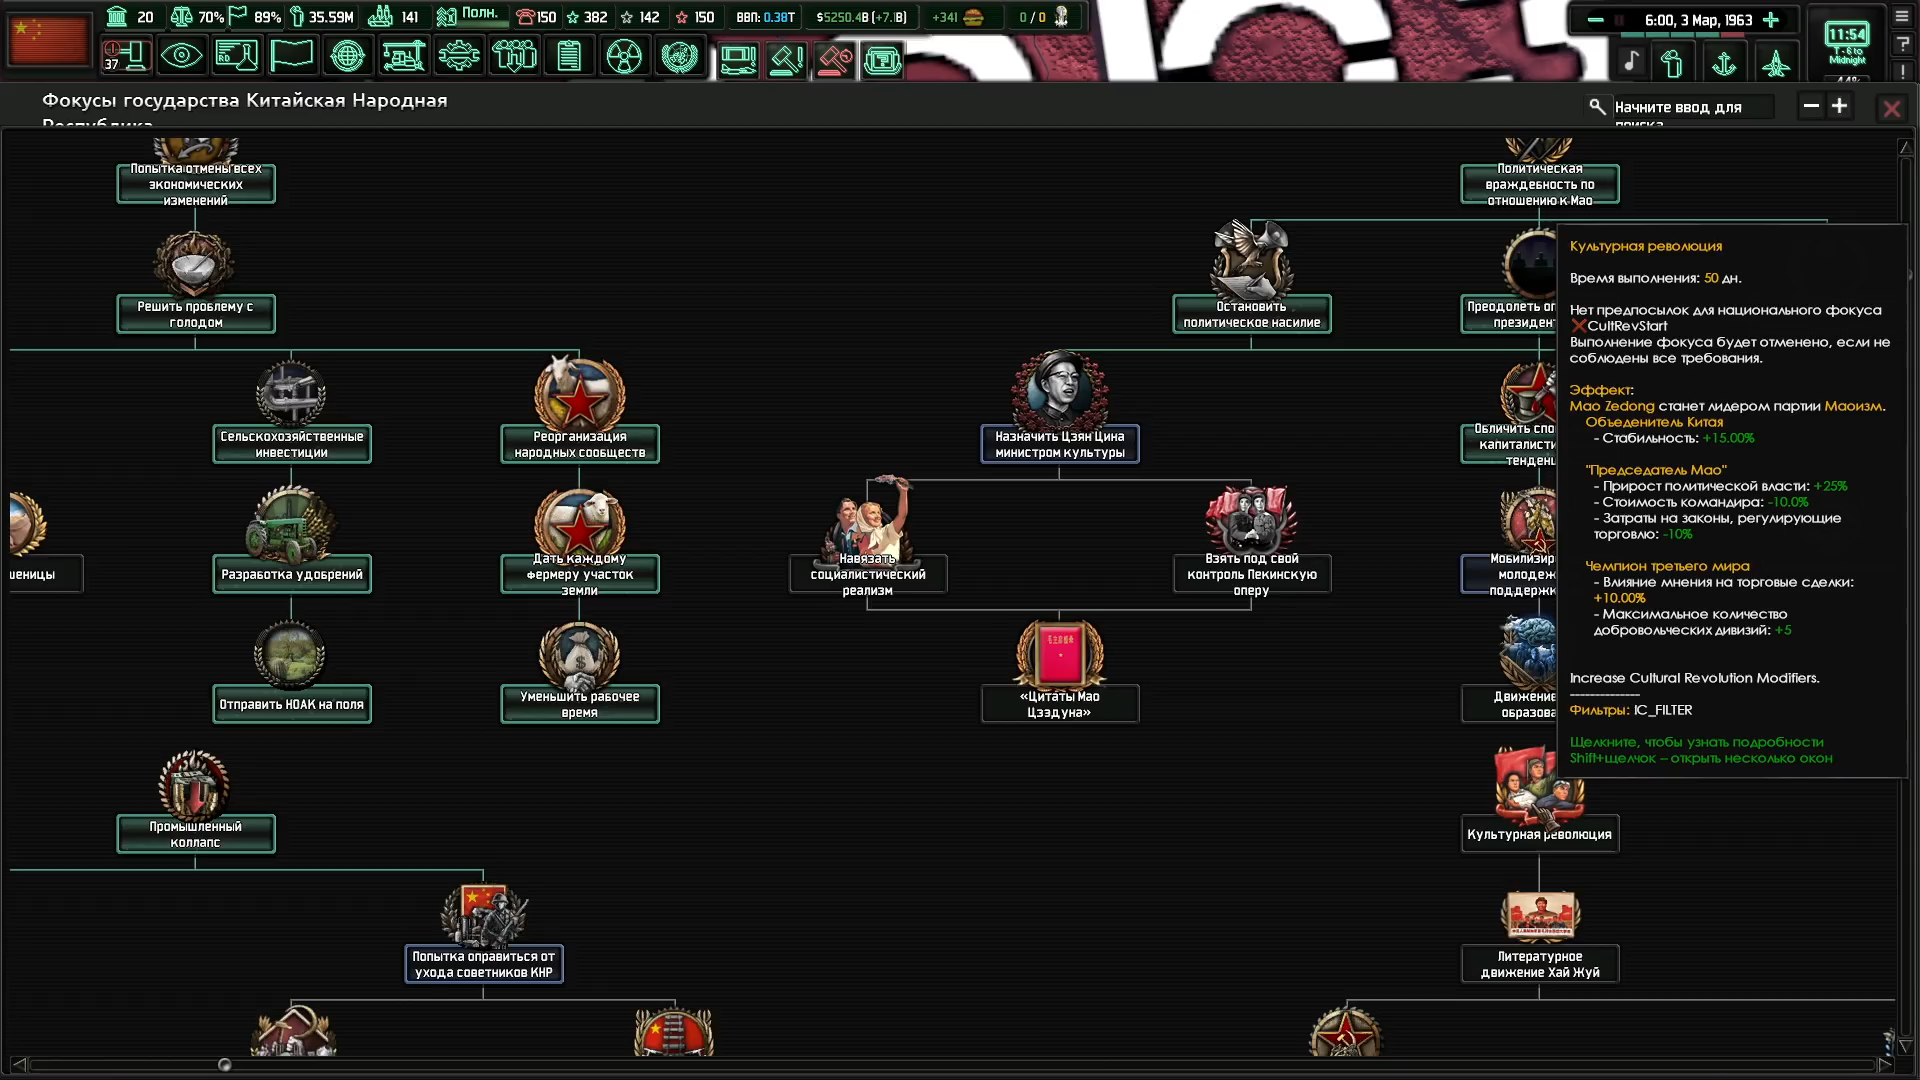 20
70%
89%
35.59M
141
Полн.
150
382
142
150
ВВП: 0.38T
$5250.4B (+7.1B)
+341
0 / 0
6:00, 3 Мар, 1963
11:54
T - 6 to
Midnight
44%
37
Фокусы государства Китайская Народная
Республика
Начните ввод для
поиска
Попытка отмены всех
экономических
изменений
Политическая
враждебность по
отношению к Мао
Решить проблему с
голодом
Остановить
политическое насилие
Сельскохозяйственные
инвестиции
Реорганизация
народных сообществ
Назначить Цзян Цина
министром культуры
Разработка удобрений
Дать каждому
фермеру участок
земли
Навязать
социалистический
реализм
Взять под свой
контроль Пекинскую
оперу
Отправить НОАК на поля
Уменьшить рабочее
время
«Цитаты Мао
Цзэдуна»
Движение
Промышленный
коллапс
Культурная революция
Попытка оправиться от
ухода советников КНР
Литературное
движение Хай Жуй
Культурная революция
Время выполнения: 50 дн.
Нет предпосылок для национального фокуса
CultRevStart
Выполнение фокуса будет отменено, если не
соблюдены все требования.
Эффект:
Mao Zedong станет лидером партии Маоизм.
Объеденитель Китая
- Стабильность: +15.00%
"Председатель Мао"
- Прирост политической власти: +25%
- Стоимость командира: -10.0%
- Затраты на законы, регулирующие
торговлю: -10%
Чемпион третьего мира
- Влияние мнения на торговые сделки:
+10.00%
- Максимальное количество
добровольческих дивизий: +5
Increase Cultural Revolution Modifiers.
--------------
Фильтры: IC_FILTER
Щелкните, чтобы узнать подробности
Shift+щелчок – открыть несколько окон